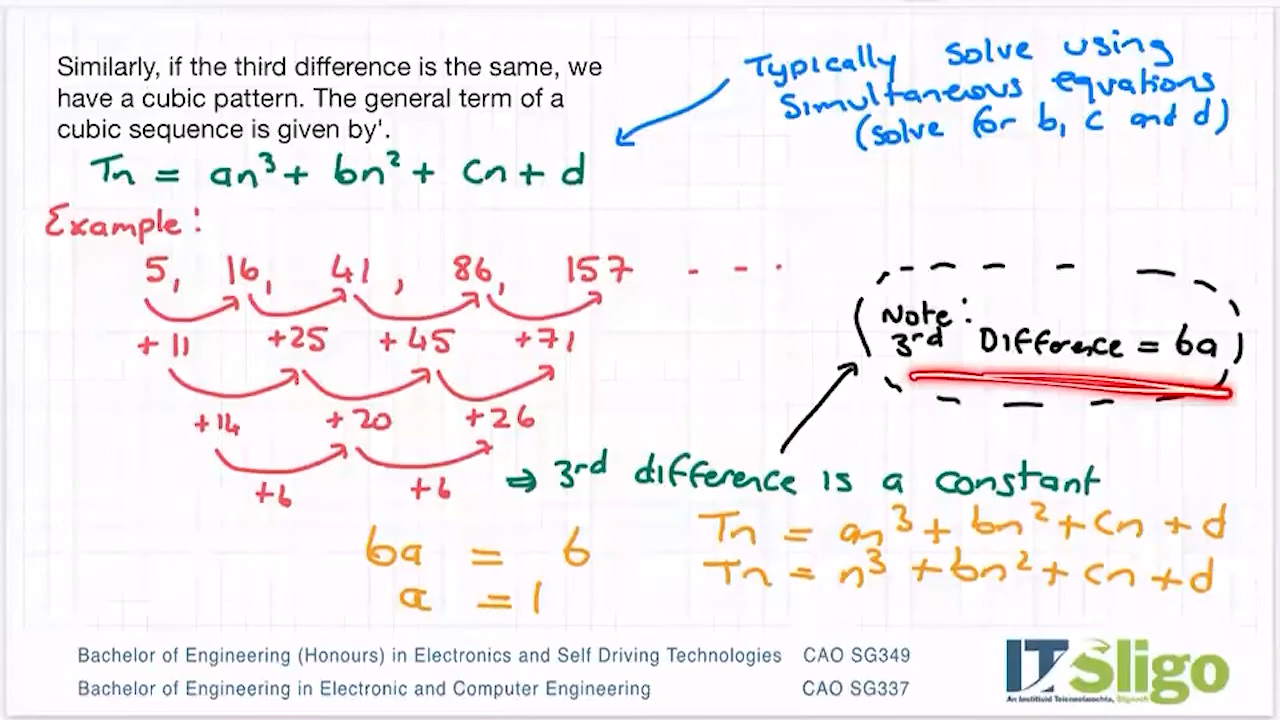 Similarly, if the third difference is the same, we
have a cubic pattern. The general term of a
cubic sequence is given by'.
Tn = an³ + bn² + cn + d
Typically solve using
simultaneous equations
(solve for b, c and d)
Example:
5, 16, 41, 86, 157 - - .
+11 +25 +45 +71
+14 +20 +26
+6 +6
Note:
3rd Difference = 6a
⇒ 3rd difference is a constant
6a = 6
a = 1
Tn = an³ + bn² + cn + d
Tn = n³ + bn² + cn + d
Bachelor of Engineering (Honours) in Electronics and Self Driving Technologies CAO SG349
Bachelor of Engineering in Electronic and Computer Engineering CAO SG337
IT Sligo
An Institiúid Teicneolaíochta, Sligeach